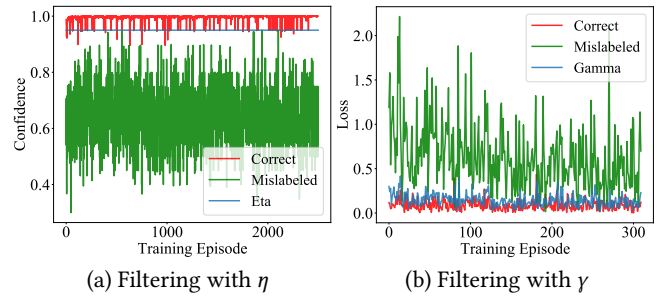 1.0
0.8
0.6
0.4
Confidence
Correct
Mislabeled
Eta
0
2000
Training Episode
(a) Filtering with η
2.0
1.5
1.0
0.5
0.0
Loss
Correct
Mislabeled
Gamma
0
100
200
300
Training Episode
(b) Filtering with γ